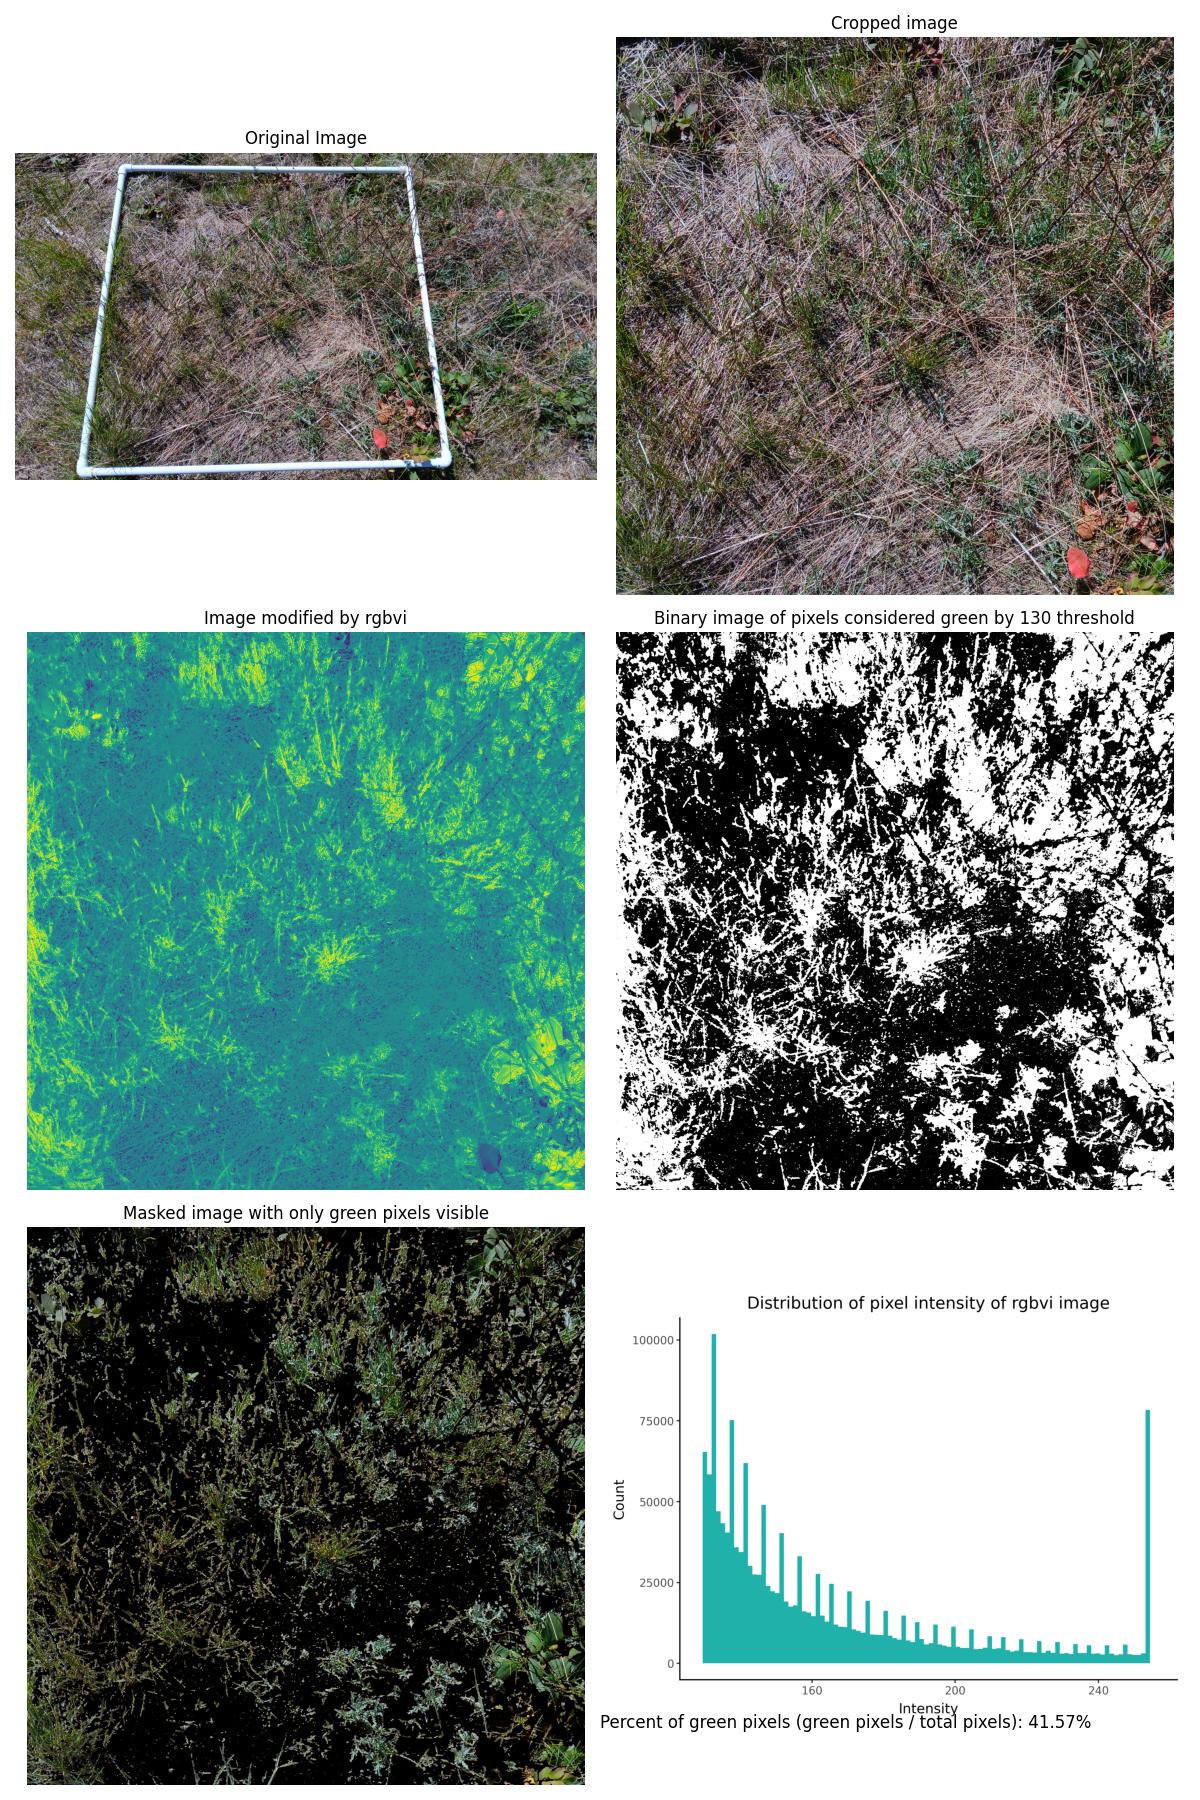 Cropped image
Original Image
Image modified by rgbvi
Binary image of pixels considered green by 130 threshold
Masked image with only green pixels visible
Distribution of pixel intensity of rgbvi image
100000
75000
50000
25000
0
Count
160 200 240
Intensity
Percent of green pixels (green pixels / total pixels): 41.57%